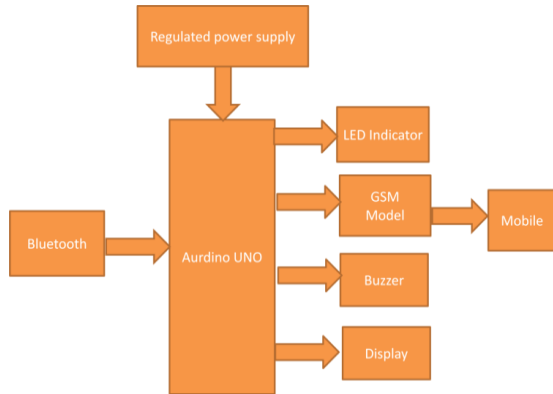 Regulated power supply
LED Indicator
GSM
Model
Mobile
Bluetooth
Aurdino UNO
Buzzer
Display